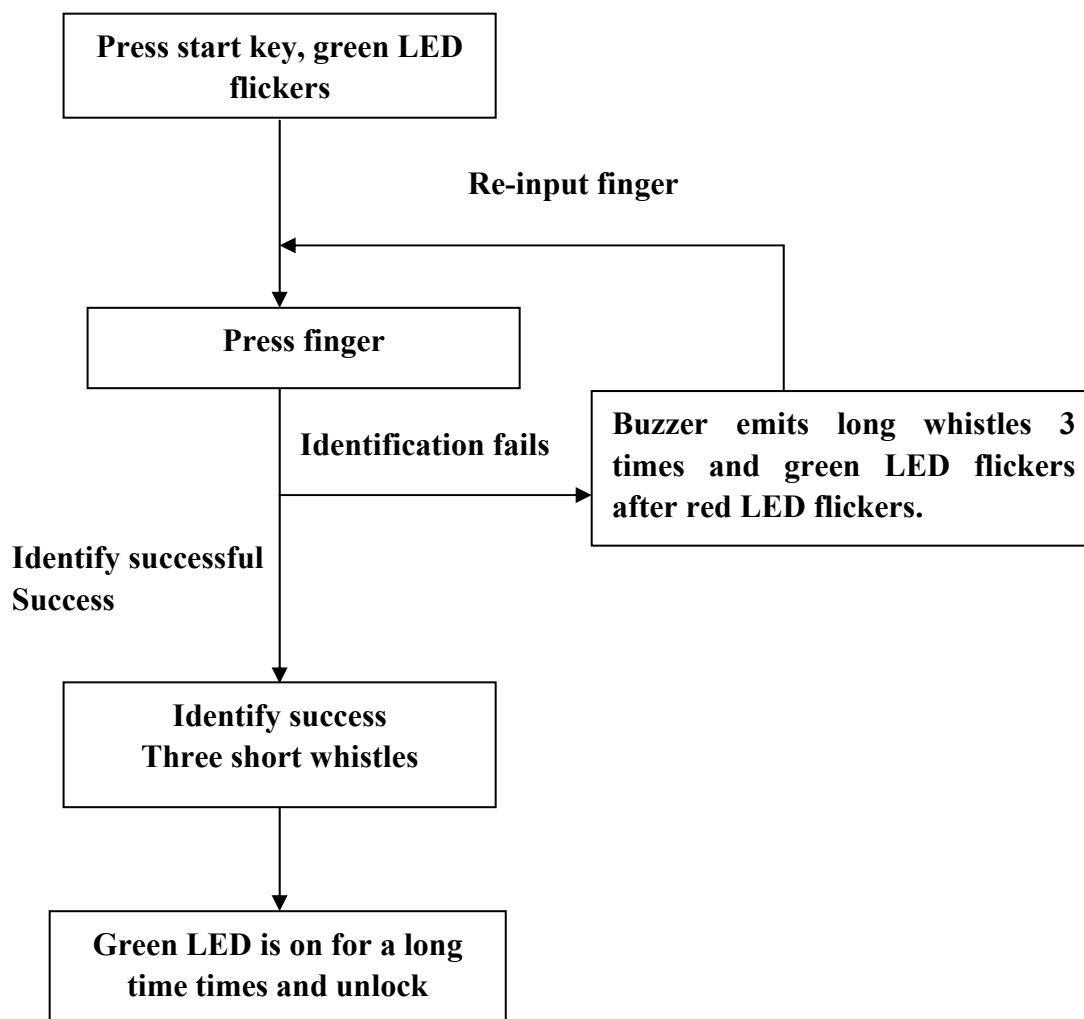 Press start key, green LED
flickers
Re-input finger
Press finger
Identification fails
Buzzer emits long whistles 3
times and green LED flickers
after red LED flickers.
Identify successful
Success
Identify success
Three short whistles
Green LED is on for a long
time times and unlock